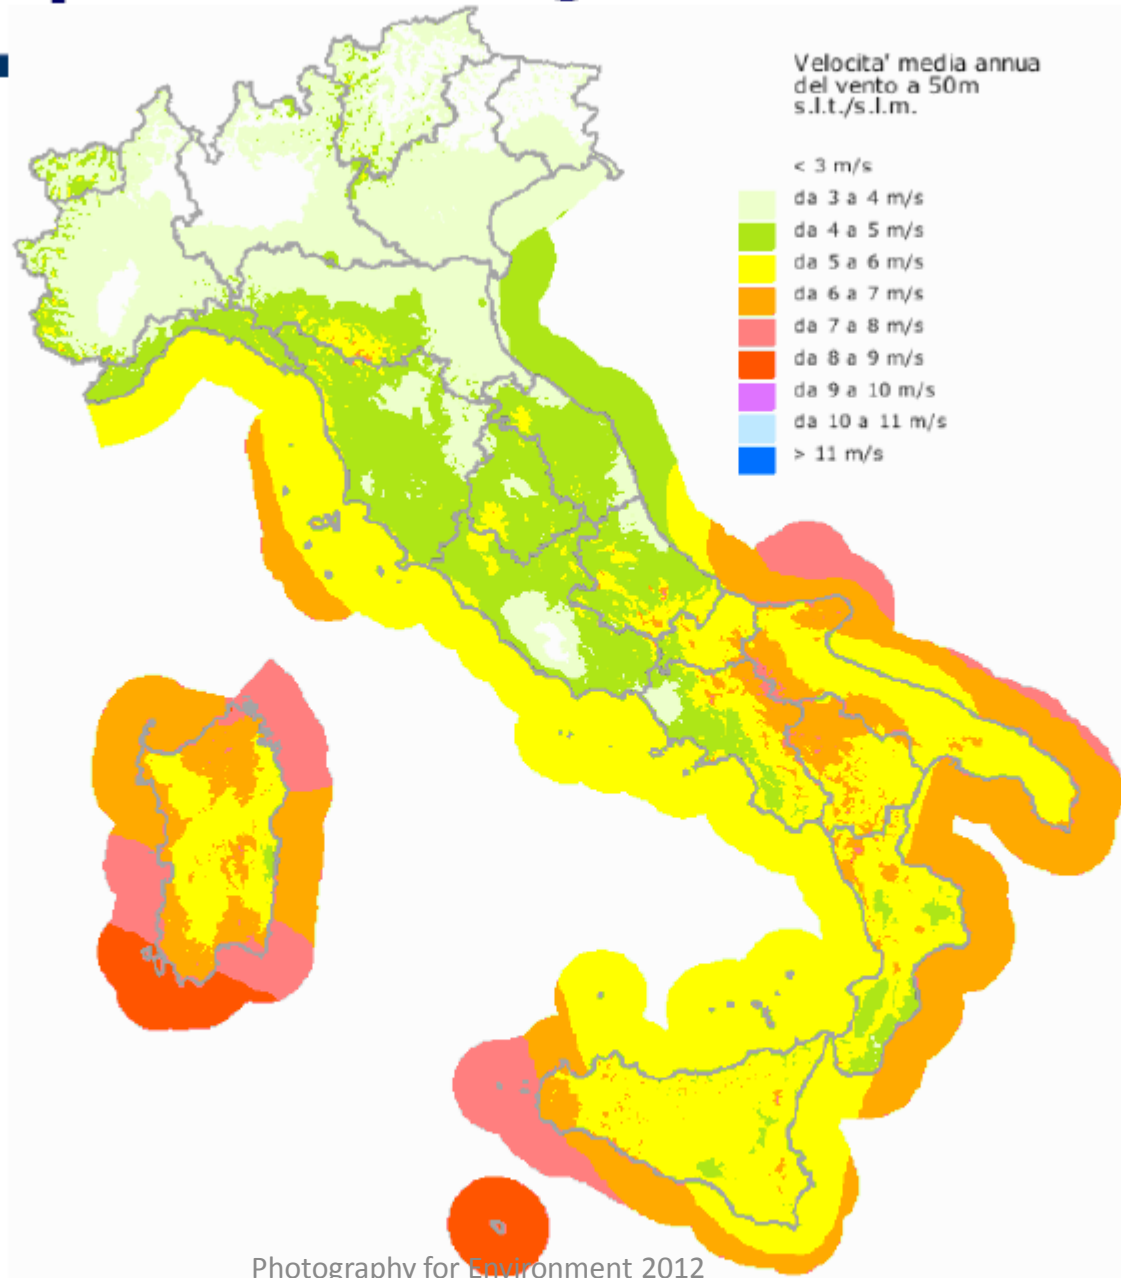 Velocita' media annua
del vento a 50m
s.l.t./s.l.m.
< 3 m/s
da 3 a 4 m/s
da 4 a 5 m/s
da 5 a 6 m/s
da 6 a 7 m/s
da 7 a 8 m/s
da 8 a 9 m/s
da 9 a 10 m/s
da 10 a 11 m/s
> 11 m/s
Photography for Environment 2012